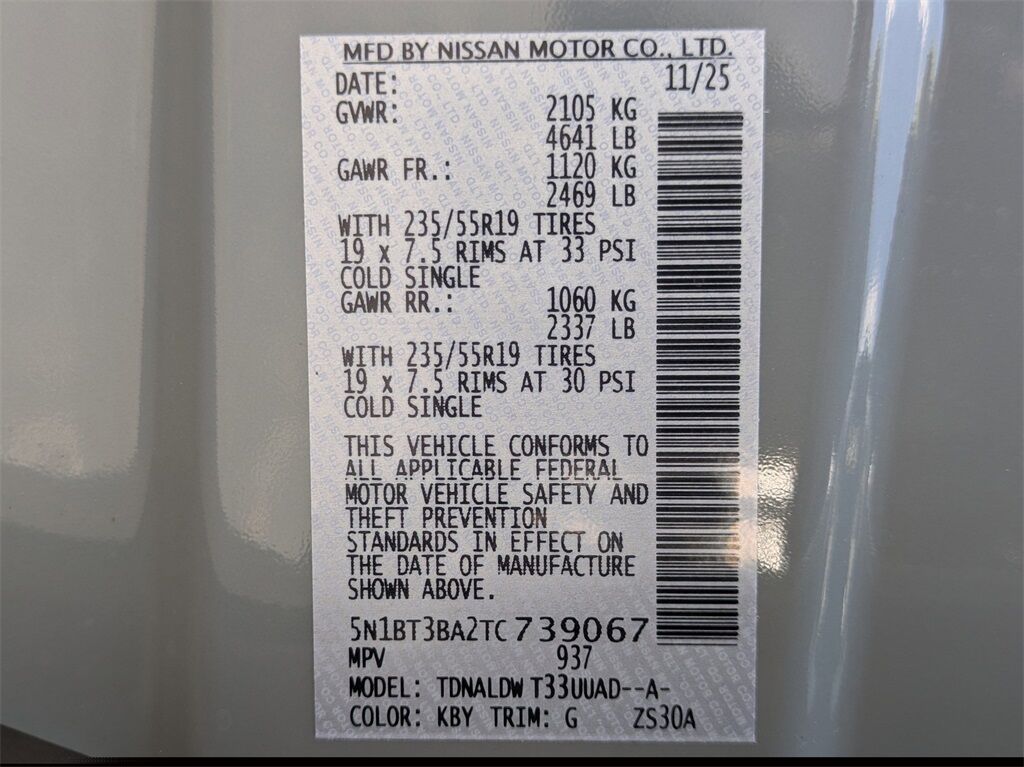 MFD BY NISSAN MOTOR CO., LTD.
DATE: 11/25
GVWR: 2105 KG
4641 LB
GAWR FR.: 1120 KG
2469 LB
WITH 235/55R19 TIRES
19 x 7.5 RIMS AT 33 PSI
COLD SINGLE
GAWR RR.: 1060 KG
2337 LB
WITH 235/55R19 TIRES
19 x 7.5 RIMS AT 30 PSI
COLD SINGLE
THIS VEHICLE CONFORMS TO
ALL APPLICABLE FEDERAL
MOTOR VEHICLE SAFETY AND
THEFT PREVENTION
STANDARDS IN EFFECT ON
THE DATE OF MANUFACTURE
SHOWN ABOVE.
5N1BT3BA2TC739067
MPV 937
MODEL: TDNALDW T33UUAD--A-
COLOR: KBY TRIM: G ZS30A